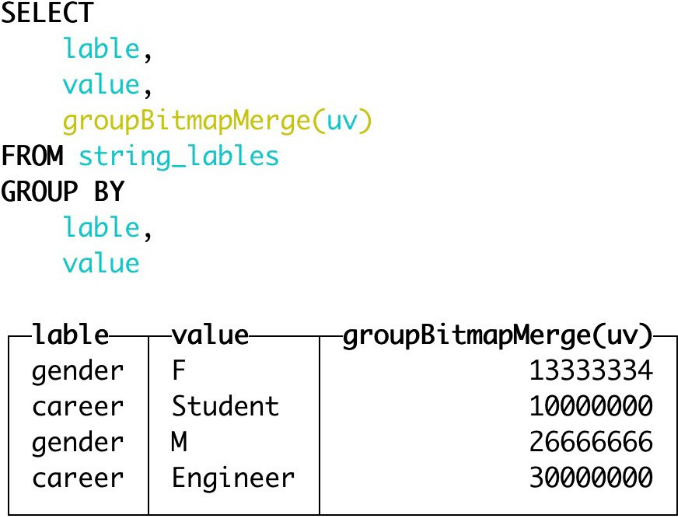 SELECT
lable,
value,
groupBitmapMerge(uv)
FROM string_lables
GROUP BY
lable,
value
lable value groupBitmapMerge(uv)
gender F 13333334
career Student 10000000
gender M 26666666
career Engineer 30000000